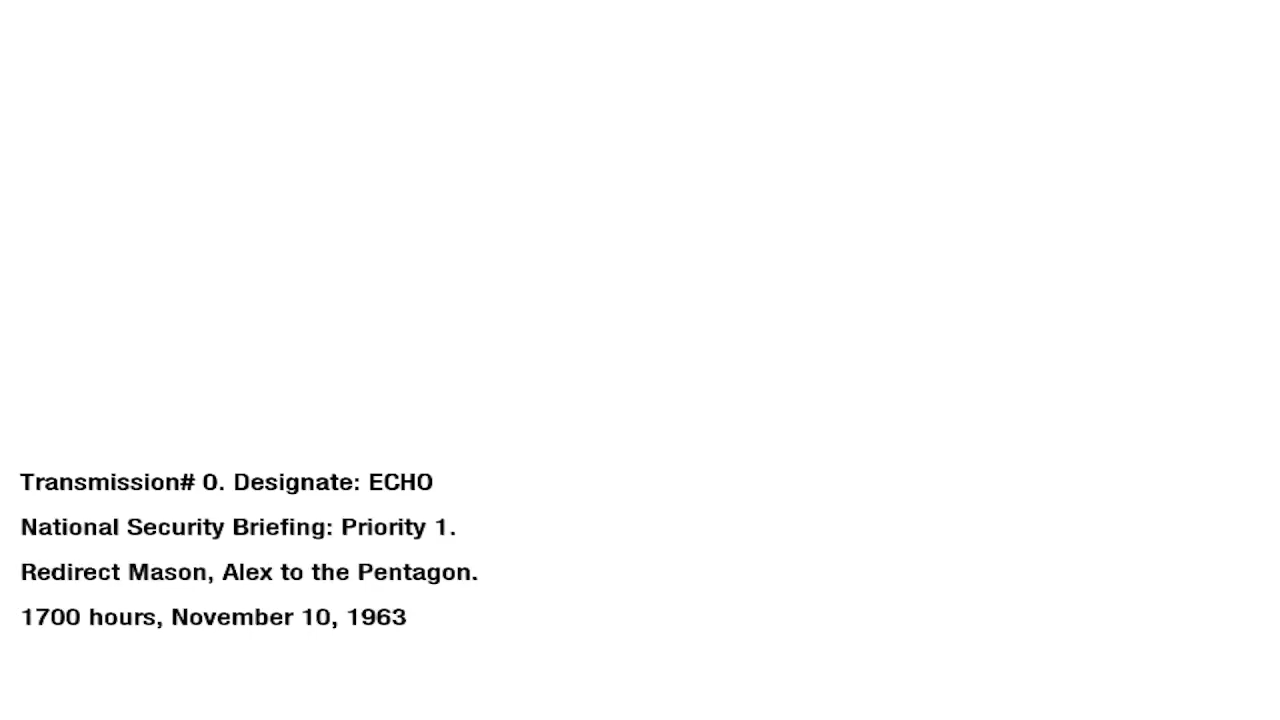 Transmission# 0. Designate: ECHO
National Security Briefing: Priority 1.
Redirect Mason, Alex to the Pentagon.
1700 hours, November 10, 1963